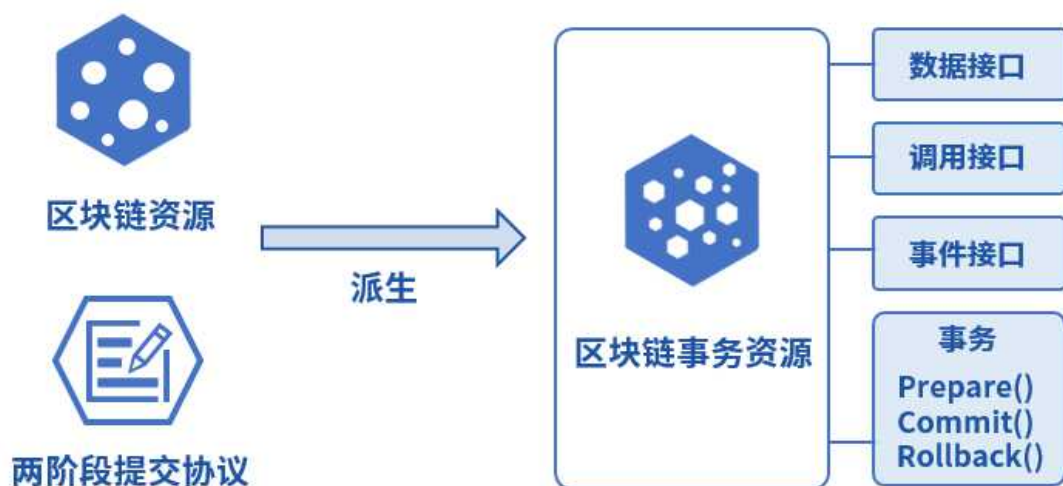 区块链资源
两阶段提交协议
派生
区块链事务资源
数据接口
调用接口
事件接口
事务
Prepare()
Commit()
Rollback()